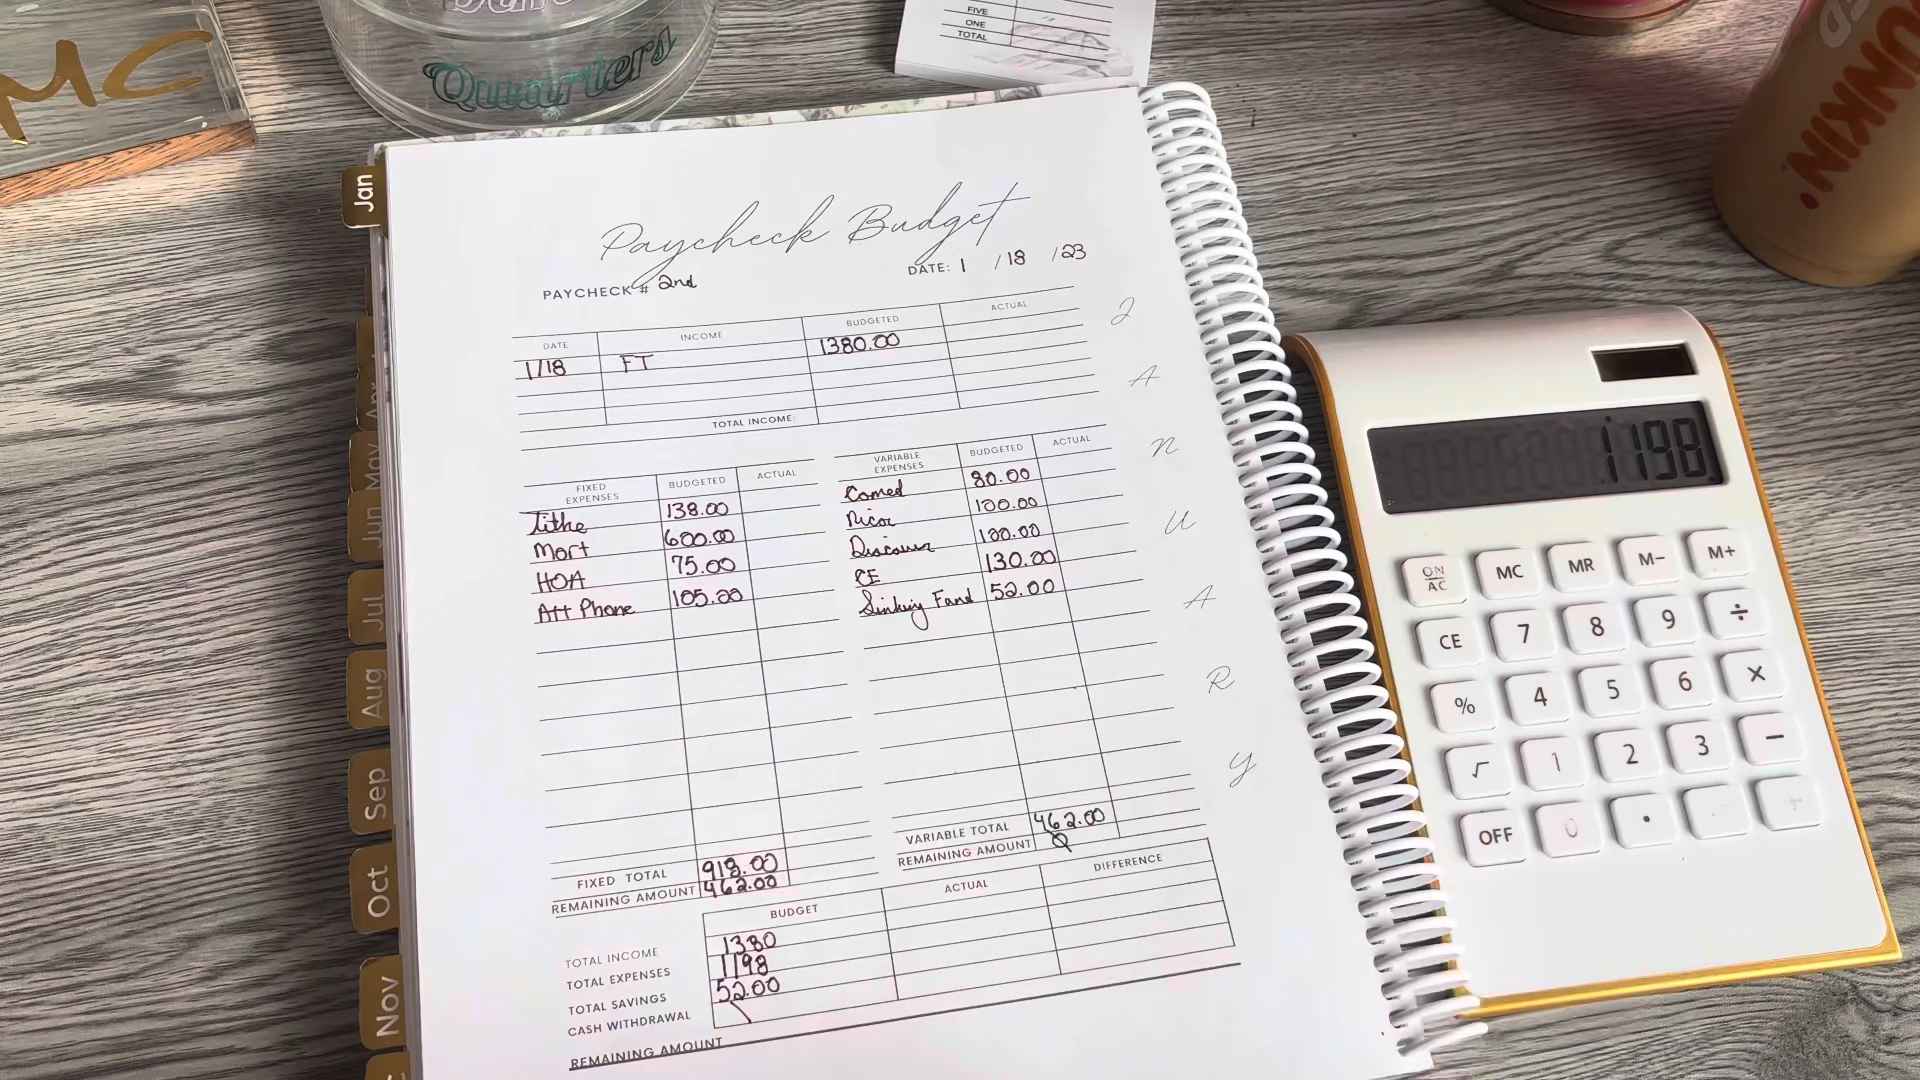 MC
Quarters
FIVE
ONE
TOTAL
UNKIN'
Jan
Apr
May
Jun
Jul
Aug
Sep
Oct
Nov
Paycheck Budget
PAYCHECK # 2nd
DATE: 1 / 18 / 23
DATE INCOME BUDGETED ACTUAL
1/18 FT 1380.00
TOTAL INCOME:
FIXED EXPENSES BUDGETED ACTUAL
Tithe 138.00
Mort 600.00
HOA 75.00
Att Phone 105.00
VARIABLE EXPENSES BUDGETED ACTUAL
Comed 80.00
Nicor 100.00
Discover 100.00
CE 130.00
Sinking Fund 52.00
FIXED TOTAL 918.00
REMAINING AMOUNT 462.00
VARIABLE TOTAL 462.00
REMAINING AMOUNT 0
BUDGET ACTUAL DIFFERENCE
TOTAL INCOME 1380
TOTAL EXPENSES 1198
TOTAL SAVINGS 52.00
CASH WITHDRAWAL
REMAINING AMOUNT
J
A
N
U
A
R
Y
1198
ON/AC MC MR M− M+
CE 7 8 9 ÷
% 4 5 6 ×
√ 1 2 3 −
OFF 0 . +